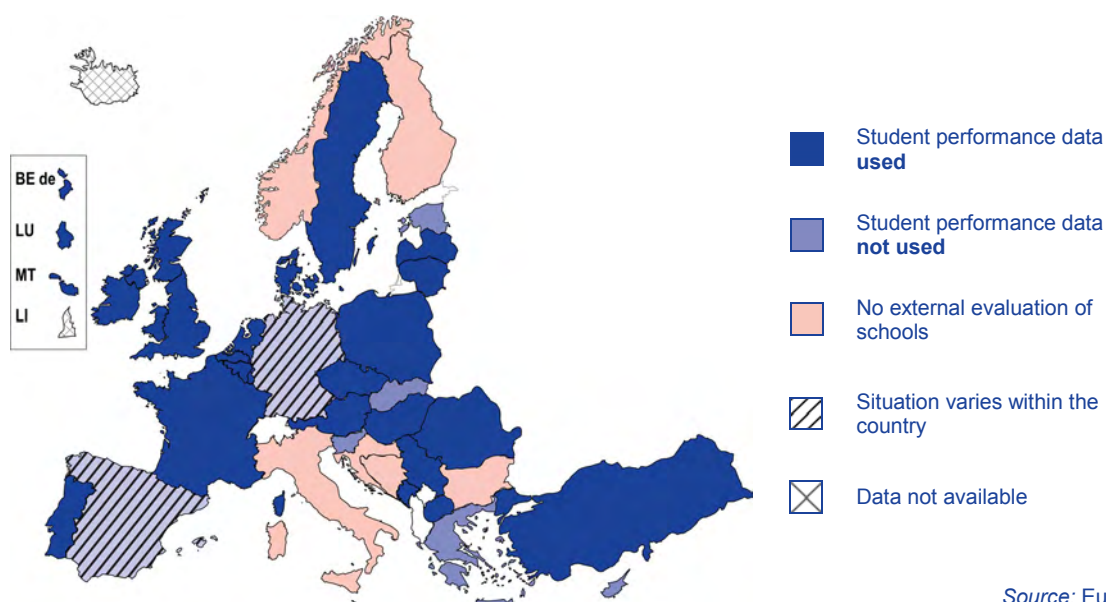 BE de
LU
MT
LI
Student performance data
used
Student performance data
not used
No external evaluation of
schools
Situation varies within the
country
Data not available
Source: Eu